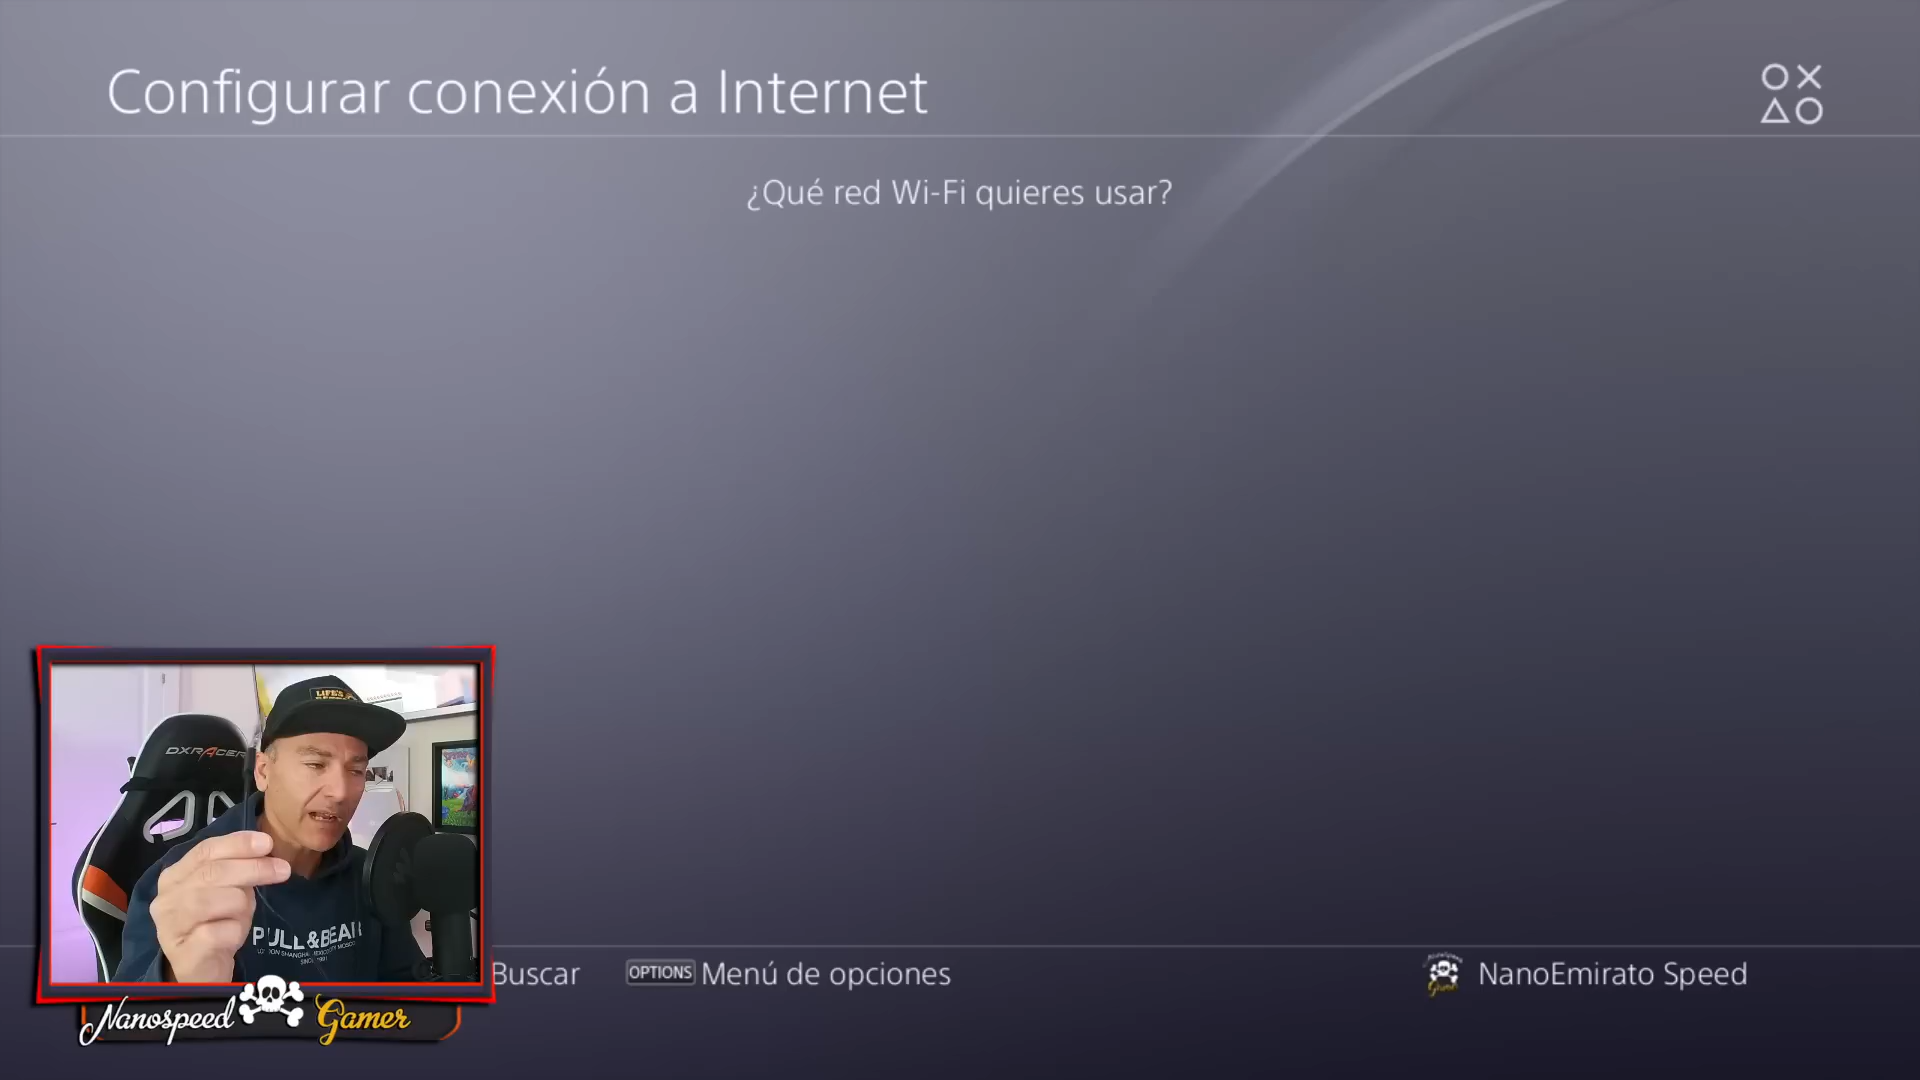 Configurar conexión a Internet
¿Qué red Wi-Fi quieres usar?
LIFE'S
DXRACER
PULL&BEAR
Buscar
OPTIONS Menú de opciones
NanoEmirato Speed
Nanospeed Gamer